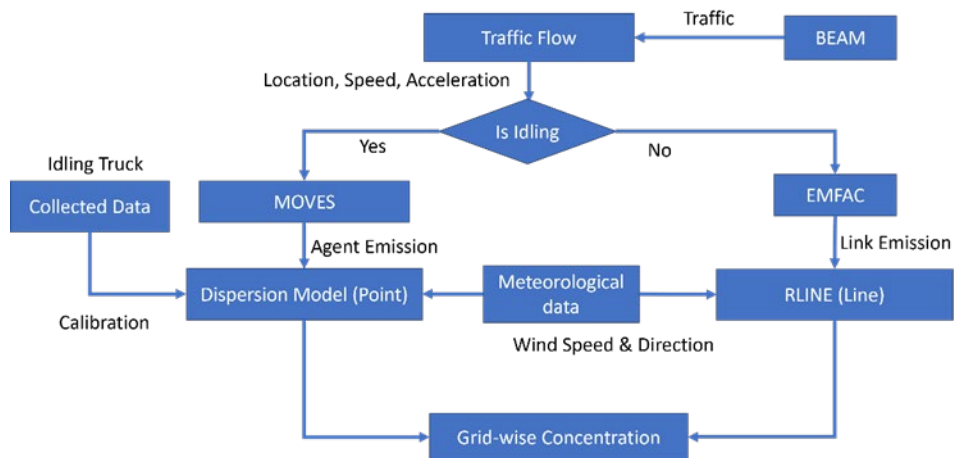 Traffic
Traffic Flow
BEAM
Location, Speed, Acceleration
Is Idling
Yes
No
Idling Truck
Collected Data
MOVES
EMFAC
Agent Emission
Link Emission
Dispersion Model (Point)
Meteorological
data
RLINE (Line)
Calibration
Wind Speed & Direction
Grid-wise Concentration